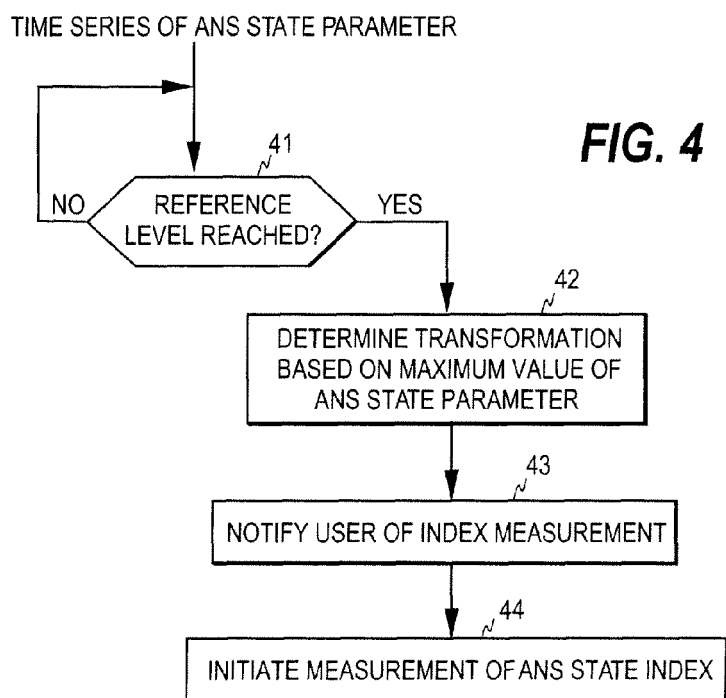 TIME SERIES OF ANS STATE PARAMETER
FIG. 4
41
NO
REFERENCE
LEVEL REACHED?
YES
42
DETERMINE TRANSFORMATION
BASED ON MAXIMUM VALUE OF
ANS STATE PARAMETER
43
NOTIFY USER OF INDEX MEASUREMENT
44
INITIATE MEASUREMENT OF ANS STATE INDEX